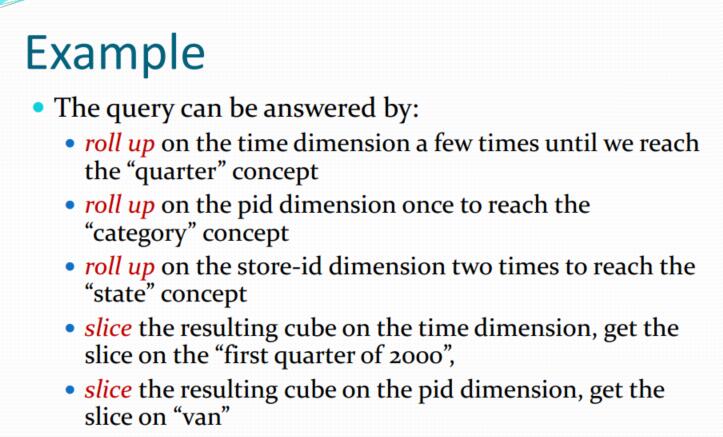 Example
The query can be answered by:
roll up on the time dimension a few times until we reach
the “quarter” concept
roll up on the pid dimension once to reach the
“category” concept
roll up on the store-id dimension two times to reach the
“state” concept
slice the resulting cube on the time dimension, get the
slice on the “first quarter of 2000”,
slice the resulting cube on the pid dimension, get the
slice on “van”